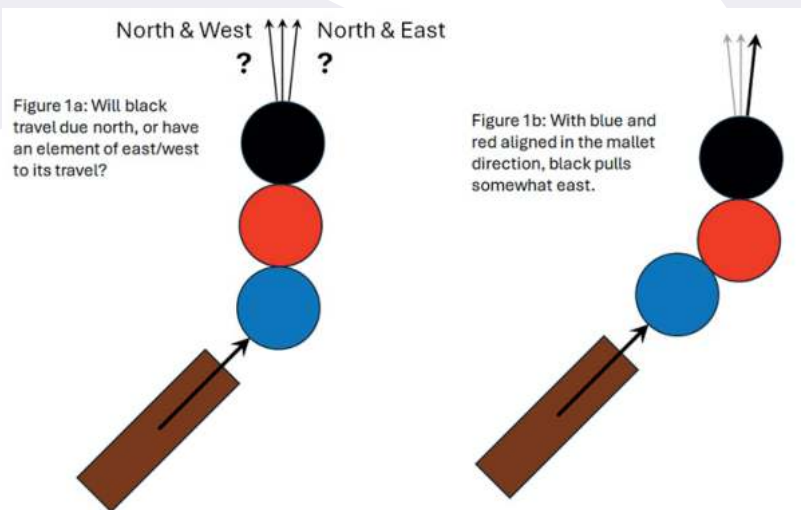 North & West
?
North & East
?
Figure 1a: Will black
travel due north, or have
an element of east/west
to its travel?
Figure 1b: With blue and
red aligned in the mallet
direction, black pulls
somewhat east.